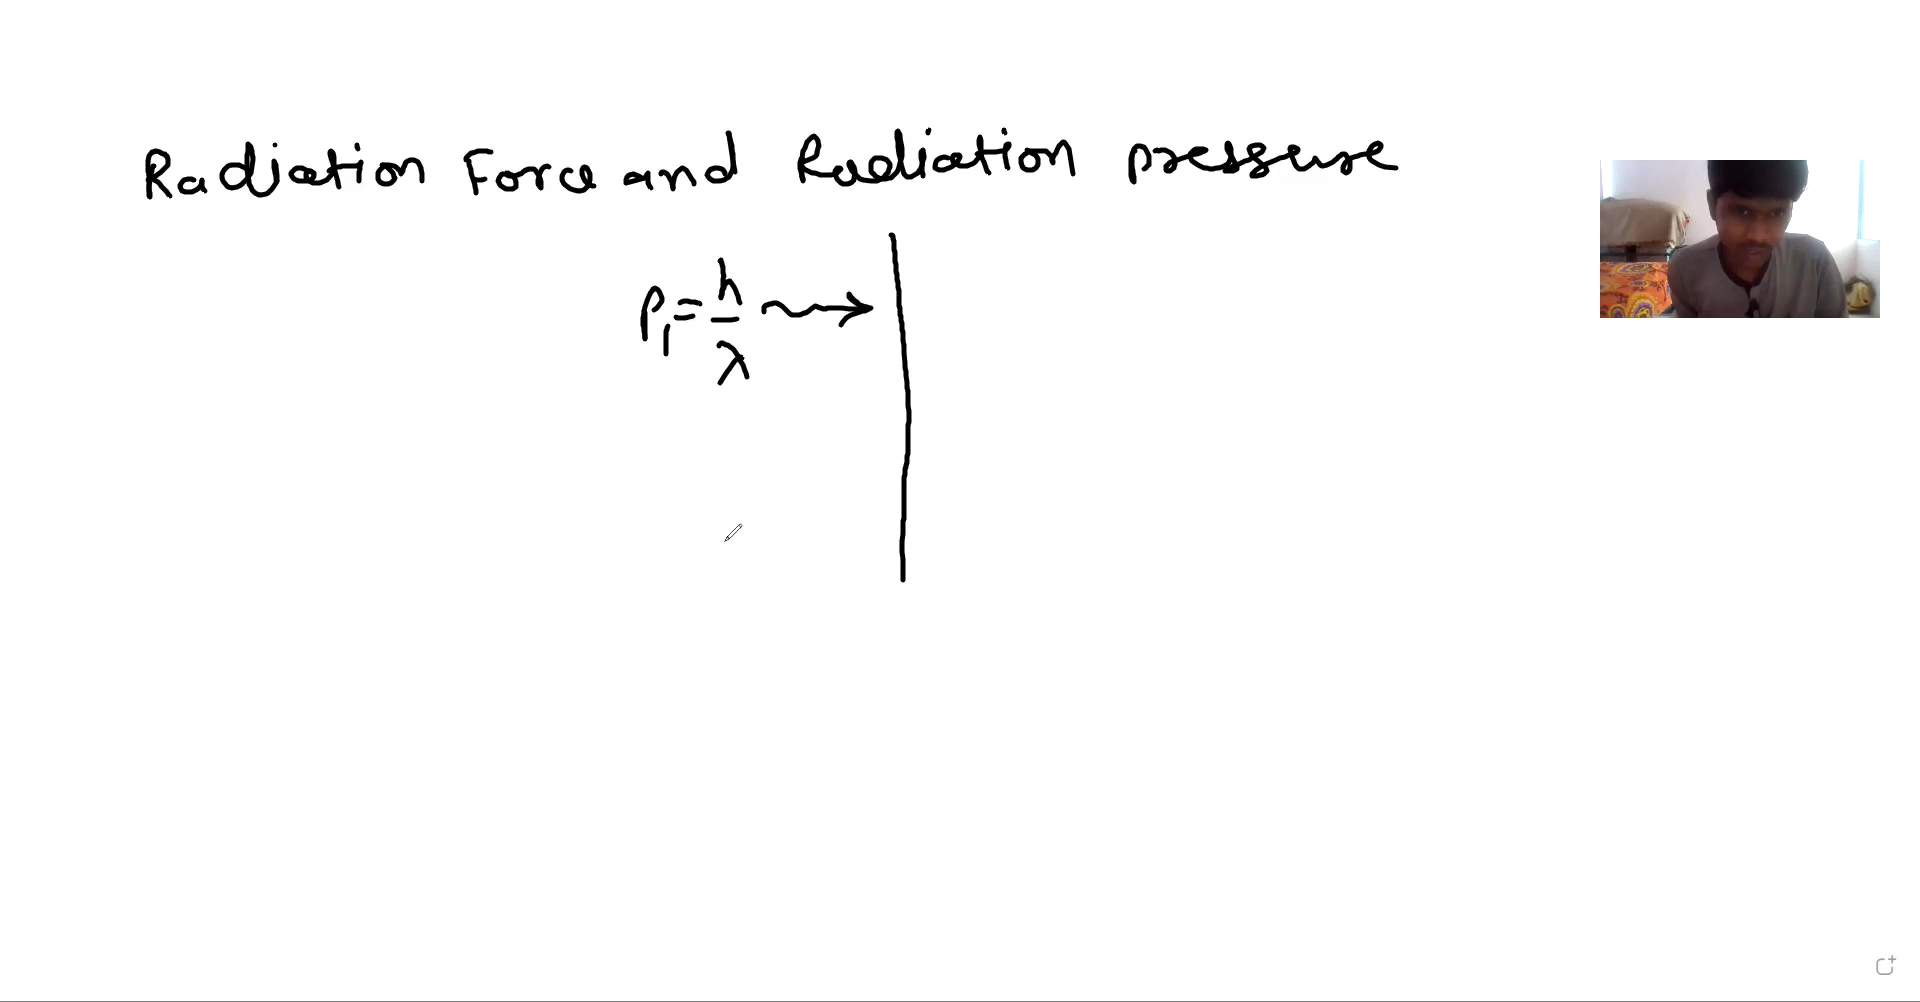 Radiation Force and Radiation pressure
P₁ = h/λ